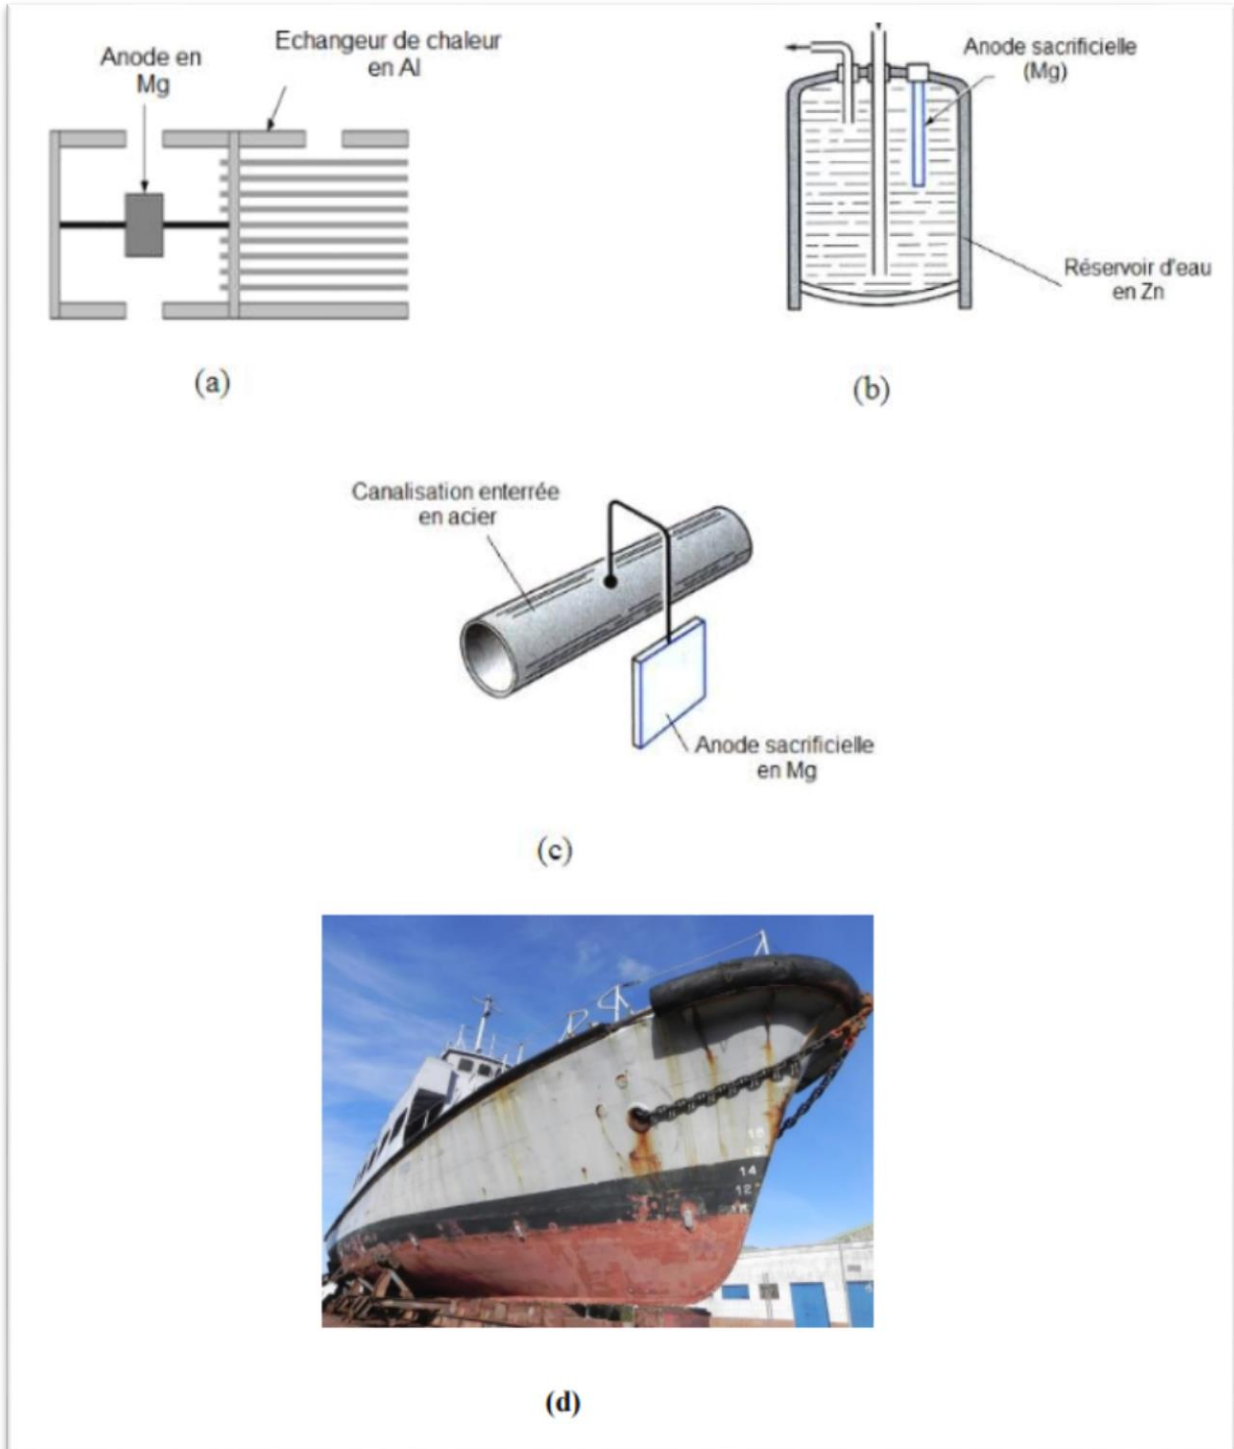 Anode en
Mg
Echangeur de chaleur
en Al
Anode sacrificielle
(Mg)
Réservoir d'eau
en Zn
(a)
(b)
Canalisation enterrée
en acier
Anode sacrificielle
en Mg
(c)
14
12
(d)